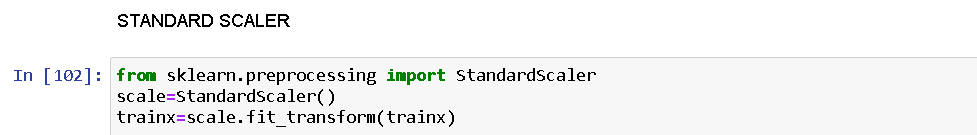 STANDARD SCALER
In [102]: from sklearn.preprocessing import StandardScaler
scale=StandardScaler()
trainx=scale.fit_transform(trainx)